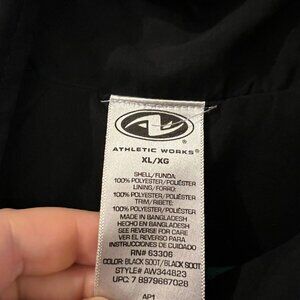 ATHLETIC WORKS®
XL/XG
SHELL/FUNDA:
100% POLYESTER/POLIÉSTER
LINING/FORRO:
100% POLYESTER/POLIÉSTER
TRIM/RIBETE
100% POLYESTER/POLIÉSTER
MADE IN BANGLADESH
HECHO EN BANGLADESH
SEE REVERSE FOR CARE
VER EN REVERSO PARA
INSTRUCCIONES DE CUIDADO
RN# 63306
COLOR: BLACK SOOT/BLACK SOOT
STYLE# AW344823
UPC: 7 6979667028
AP1